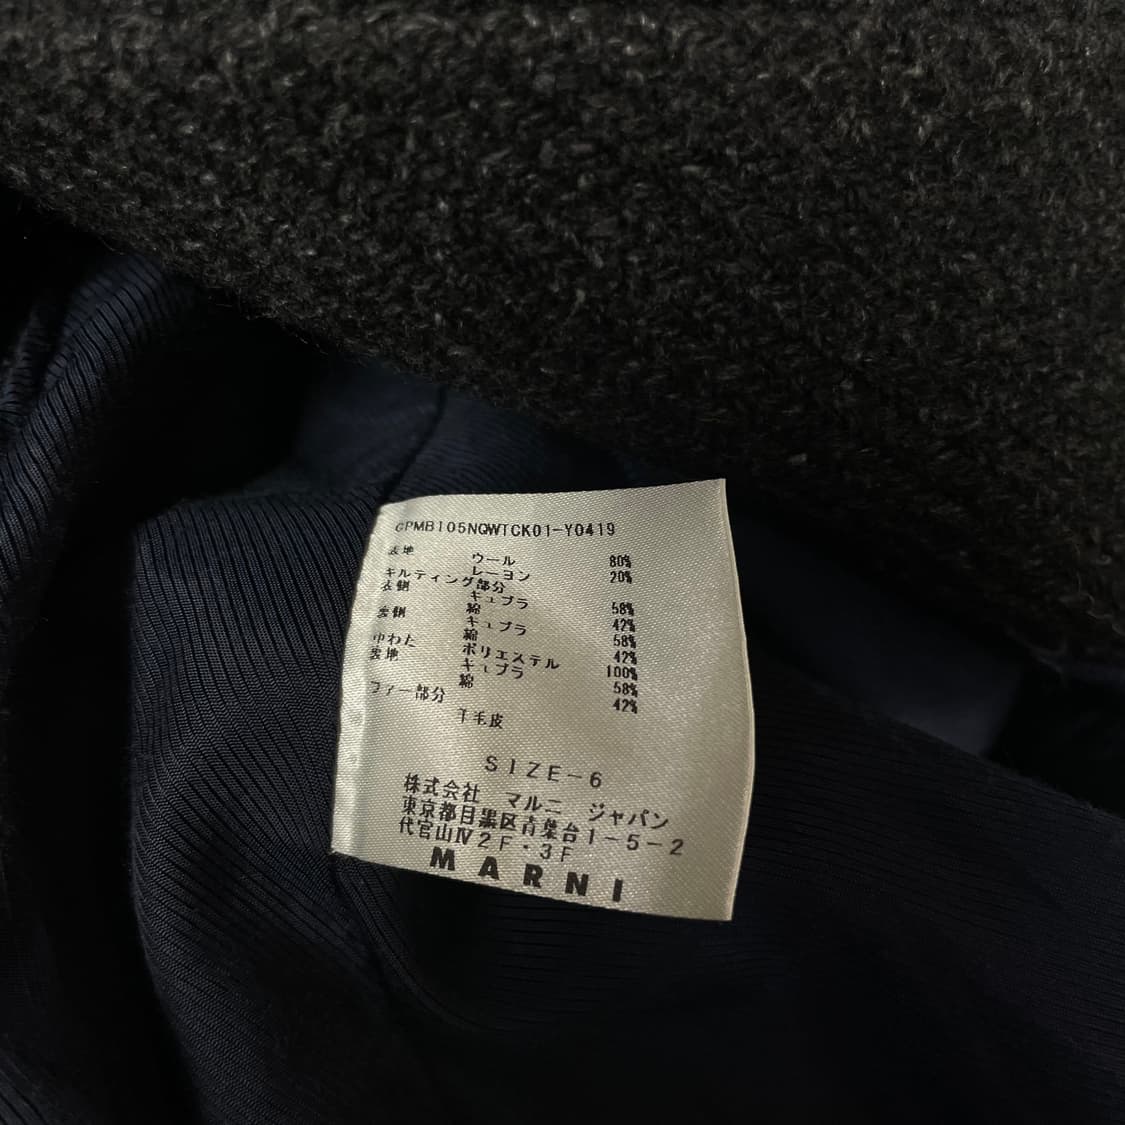 CPMB105NQWTCK01-Y0419
表地 ウール 80%
レーヨン 20%
キルティング部分
表側 キュプラ 58%
綿 42%
裏側 キュプラ 58%
綿 42%
中わた ポリエステル 100%
裏地 キュプラ 58%
綿 42%
ファー部分
羊毛皮
SIZE-6
株式会社 マルニ ジャパン
東京都目黒区青葉台1-5-2
代官山Ⅳ2F・3F
MARNI